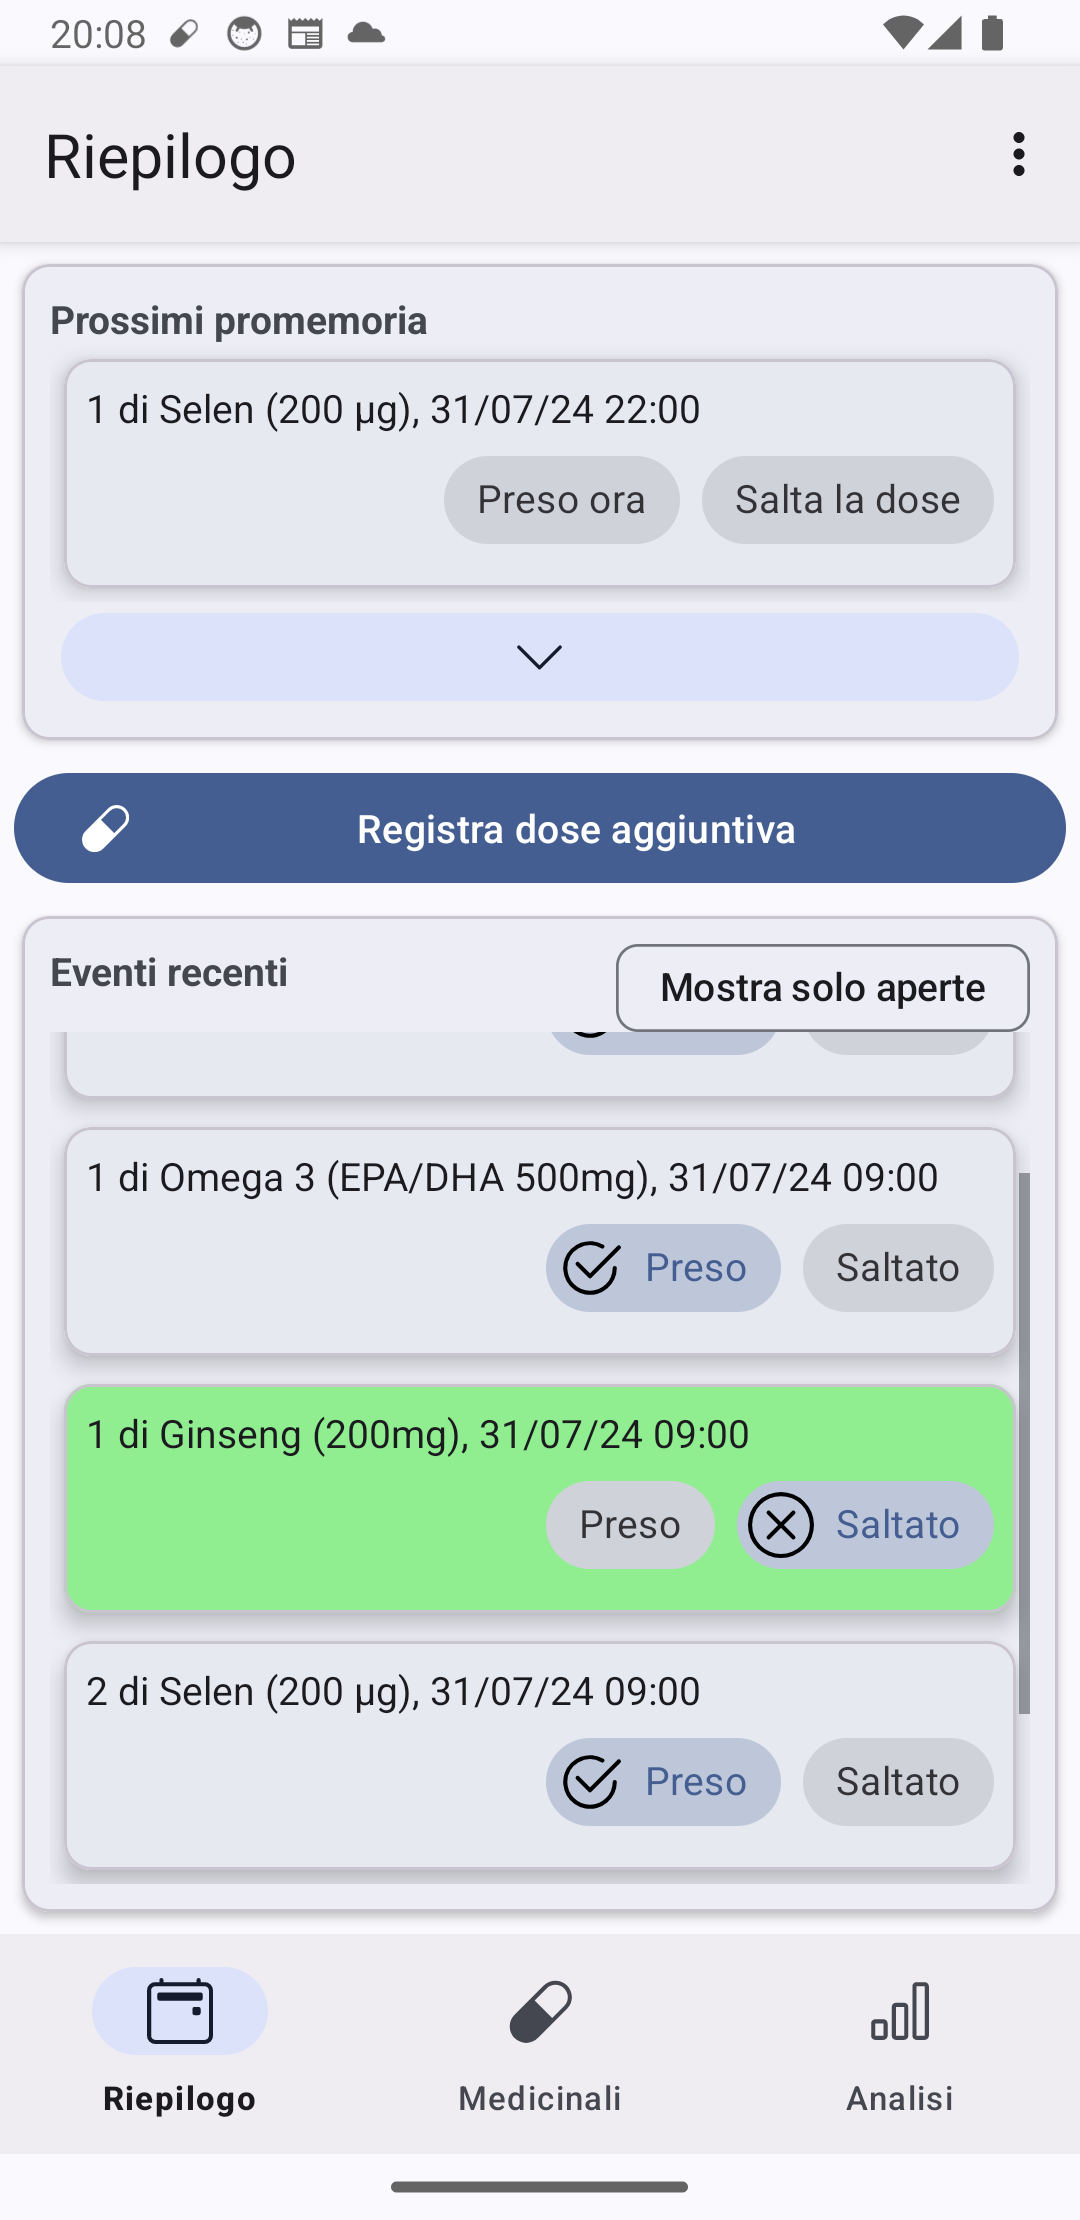 20:08
Riepilogo
Prossimi promemoria
1 di Selen (200 µg), 31/07/24 22:00
Preso ora
Salta la dose
Registra dose aggiuntiva
Eventi recenti
Mostra solo aperte
1 di Omega 3 (EPA/DHA 500mg), 31/07/24 09:00
Preso
Saltato
1 di Ginseng (200mg), 31/07/24 09:00
Preso
Saltato
2 di Selen (200 µg), 31/07/24 09:00
Preso
Saltato
Riepilogo
Medicinali
Analisi